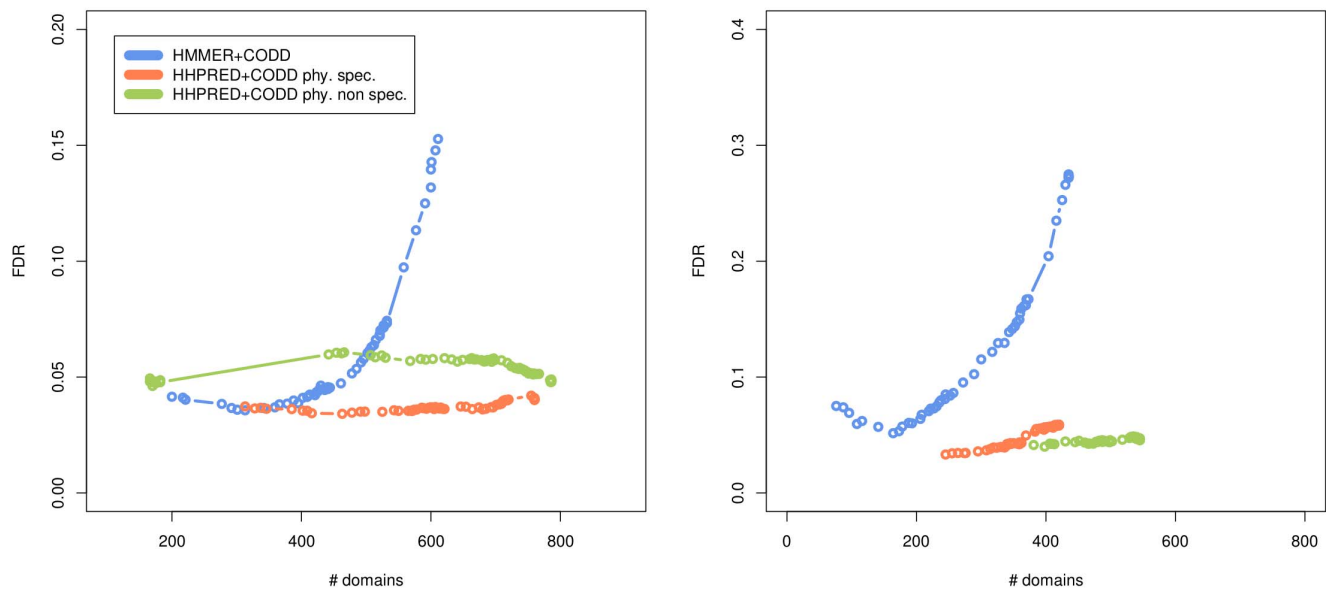 0.20
0.15
0.10
0.05
0.00
FDR
HMMER+CODD
HHPRED+CODD phy. spec.
HHPRED+CODD phy. non spec.
200 400 600 800
# domains
0.4
0.3
0.2
0.1
0.0
FDR
0 200 400 600 800
# domains